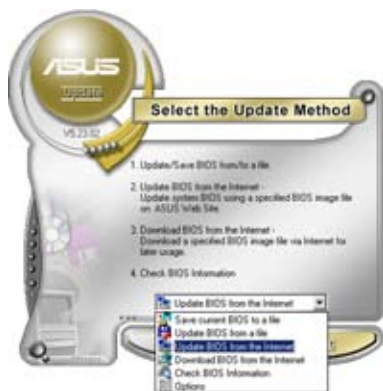 ASUS
Update
V5.23.02
Select the Update Method
1. Update/Save BIOS from/to a file
2. Update BIOS from the Internet -
Update system BIOS using a specified BIOS image file
on ASUS Web Site.
3. Download BIOS from the Internet -
Download a specified BIOS image file via Internet for
later usage.
4. Check BIOS Information
Update BIOS from the Internet
Save current BIOS to a file
Update BIOS from a file
Update BIOS from the Internet
Download BIOS from the Internet
Check BIOS Information
Options